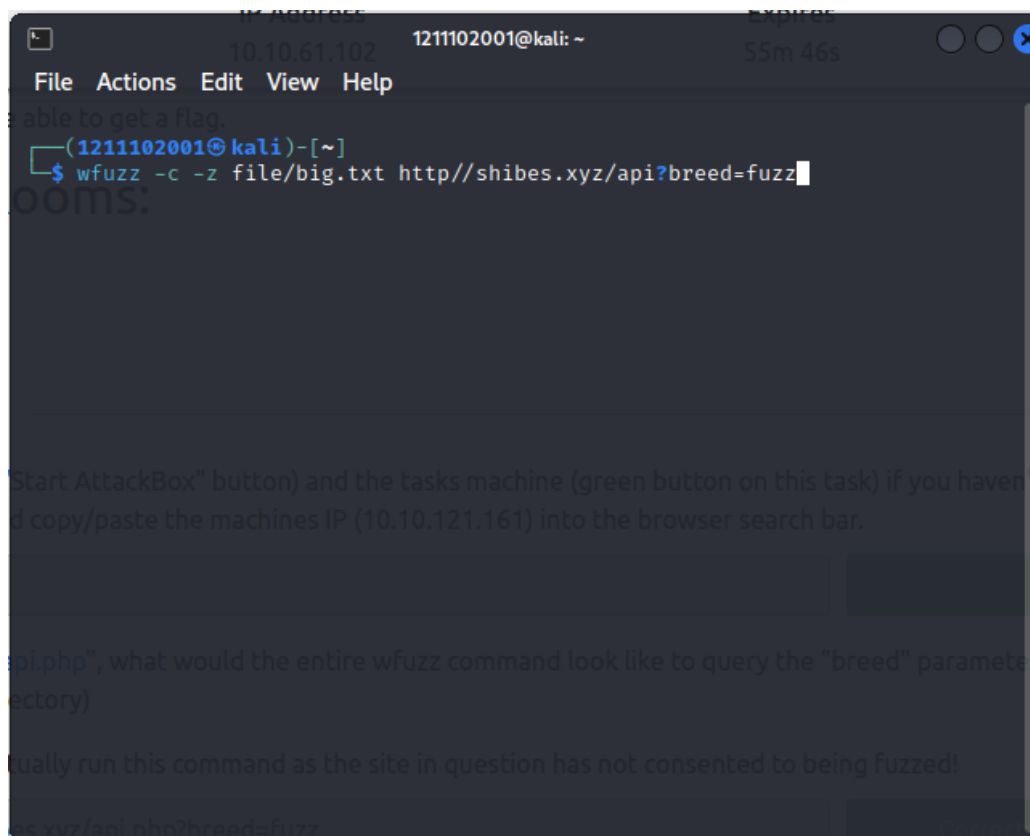 IP Address
Expires
1211102001@kali: ~
10.10.61.102
55m 46s
File Actions Edit View Help
able to get a flag.
(1211102001㉿kali)-[~]
$ wfuzz -c -z file/big.txt http//shibes.xyz/api?breed=fuzz
ooms:
"Start AttackBox" button) and the tasks machine (green button on this task) if you haven
d copy/paste the machines IP (10.10.121.161) into the browser search bar.
api.php", what would the entire wfuzz command look like to query the "breed" paramete
ectory)
tually run this command as the site in question has not consented to being fuzzed!
es.xyz/api.php?breed=fuzz